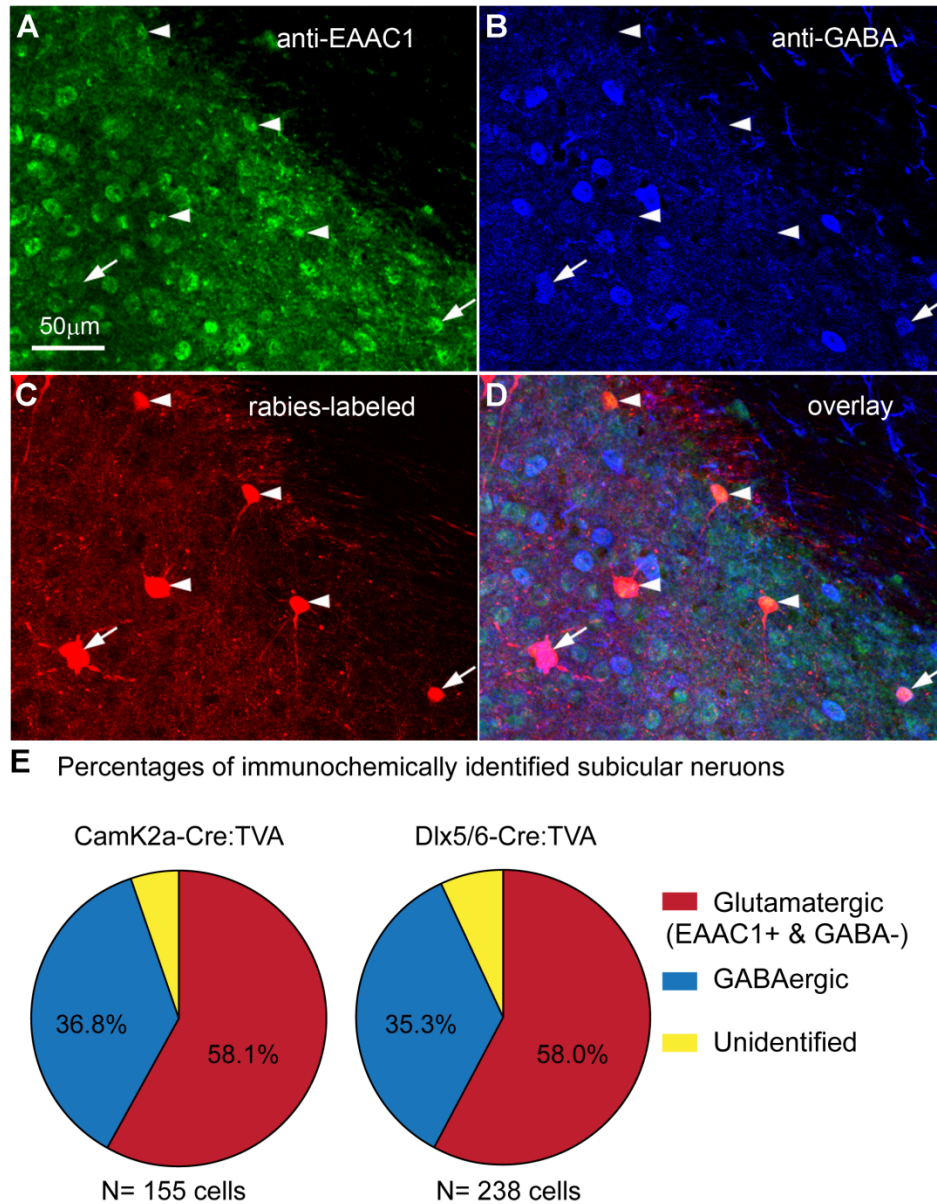 A
anti-EAAC1
50μm
B
anti-GABA
C
rabies-labeled
D
overlay
E Percentages of immunochemically identified subicular neruons
CamK2a-Cre:TVA
36.8%
58.1%
N= 155 cells
Dlx5/6-Cre:TVA
35.3%
58.0%
N= 238 cells
Glutamatergic
(EAAC1+ & GABA-)
GABAergic
Unidentified